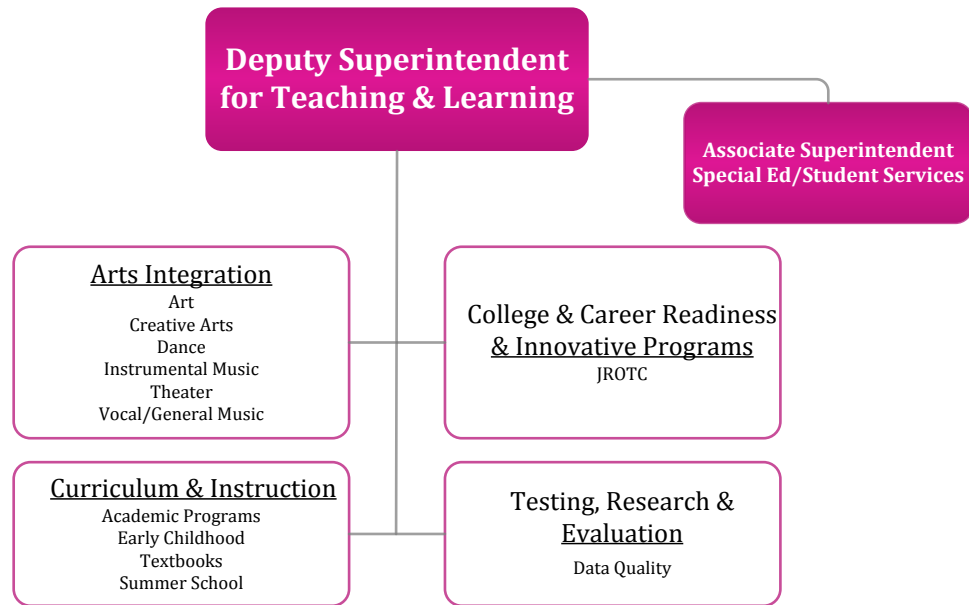 Deputy Superintendent
for Teaching & Learning
Associate Superintendent
Special Ed/Student Services
Arts Integration
Art
Creative Arts
Dance
Instrumental Music
Theater
Vocal/General Music
College & Career Readiness
& Innovative Programs
JROTC
Curriculum & Instruction
Academic Programs
Early Childhood
Textbooks
Summer School
Testing, Research &
Evaluation
Data Quality